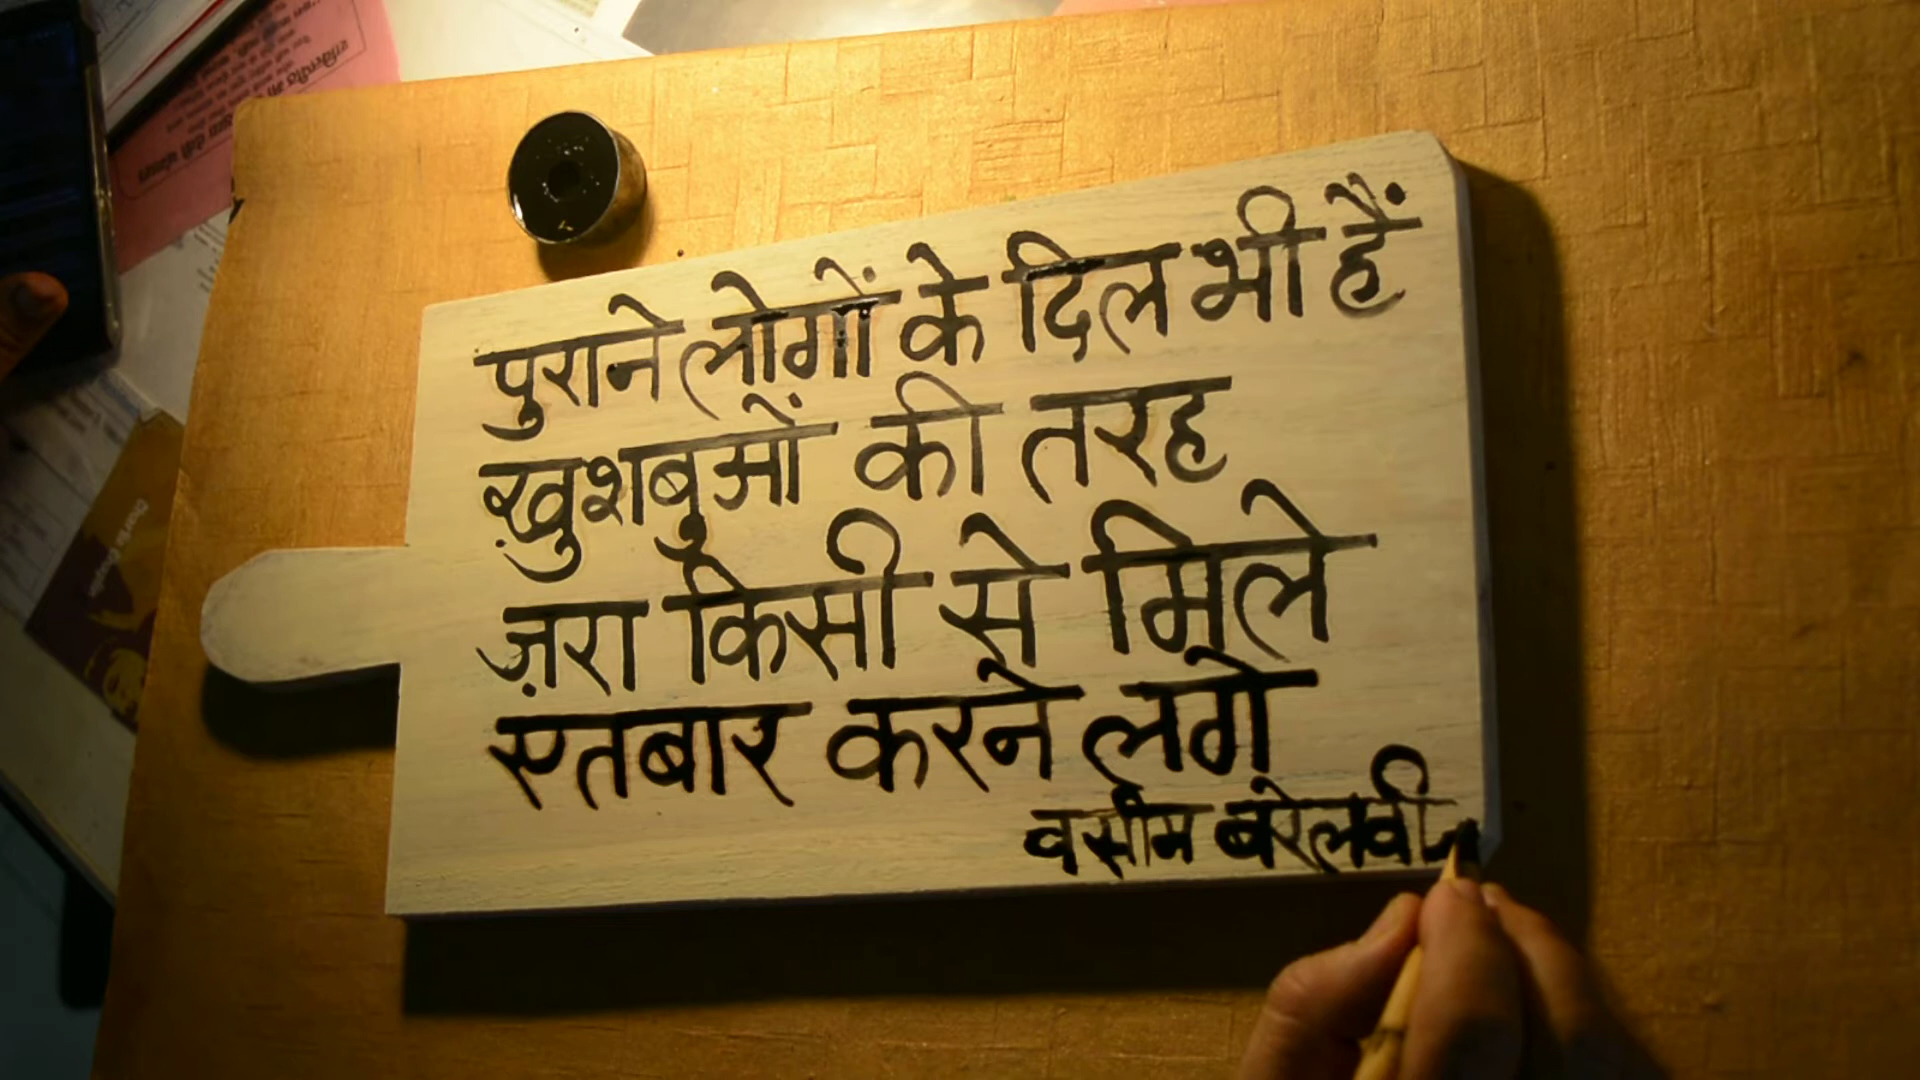 पुराने लोगों के दिल भी हैं
ख़ुशबुओं की तरह
ज़रा किसी से मिले
एतबार करने लगे
वसीम बरेलवी